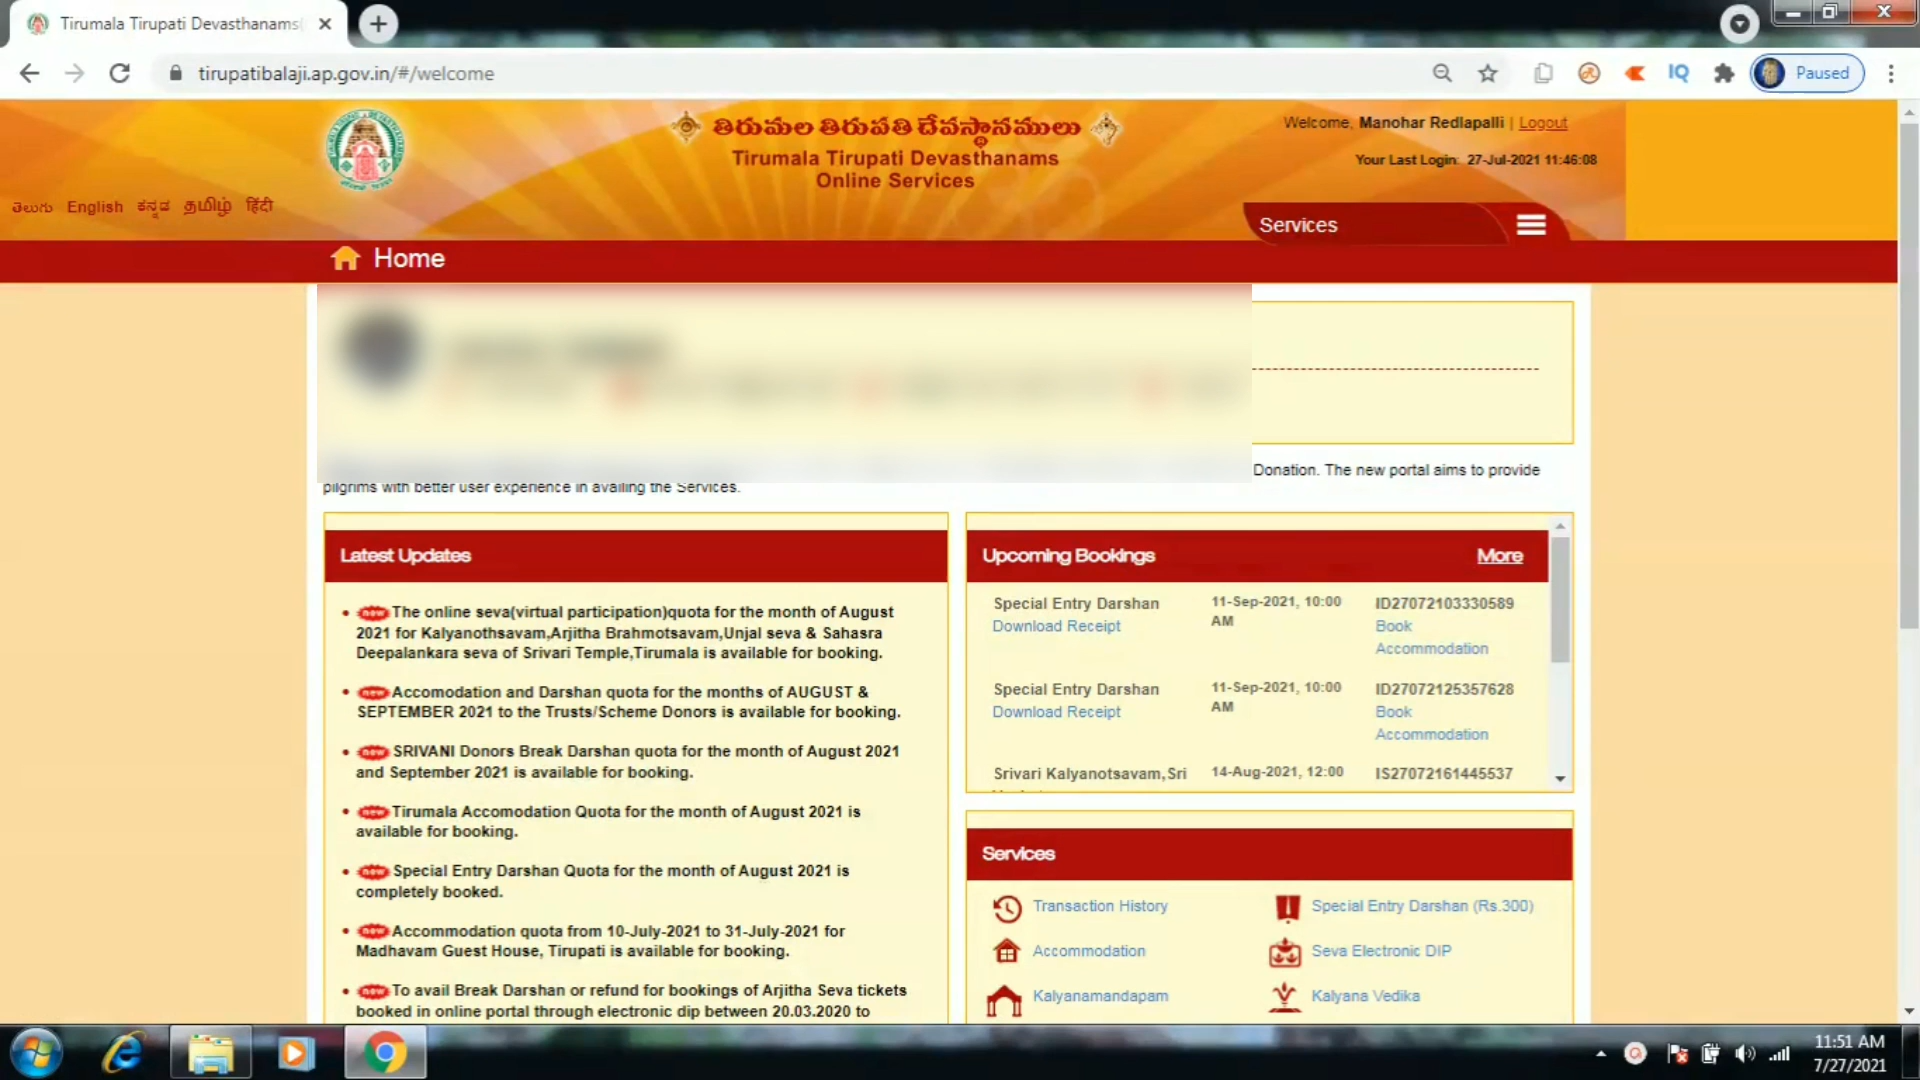 Tirumala Tirupati Devasthanams
tirupatibalaji.ap.gov.in/#/welcome
Paused
తిరుమల తిరుపతి దేవస్థానములు
Tirumala Tirupati Devasthanams
Online Services
Welcome, Manohar Redlapalli | Logout
Your Last Login: 27-Jul-2021 11:46:08
తెలుగు English ಕನ್ನಡ தமிழ் हिंदी
Services
Home
Donation. The new portal aims to provide
pilgrims with better user experience in availing the Services.
Latest Updates
new The online seva(virtual participation)quota for the month of August
2021 for Kalyanothsavam,Arjitha Brahmotsavam,Unjal seva & Sahasra
Deepalankara seva of Srivari Temple,Tirumala is available for booking.
new Accomodation and Darshan quota for the months of AUGUST &
SEPTEMBER 2021 to the Trusts/Scheme Donors is available for booking.
new SRIVANI Donors Break Darshan quota for the month of August 2021
and September 2021 is available for booking.
new Tirumala Accomodation Quota for the month of August 2021 is
available for booking.
new Special Entry Darshan Quota for the month of August 2021 is
completely booked.
new Accommodation quota from 10-July-2021 to 31-July-2021 for
Madhavam Guest House, Tirupati is available for booking.
new To avail Break Darshan or refund for bookings of Arjitha Seva tickets
booked in online portal through electronic dip between 20.03.2020 to
Upcoming Bookings More
Special Entry Darshan 11-Sep-2021, 10:00 ID27072103330589
Download Receipt AM Book
Accommodation
Special Entry Darshan 11-Sep-2021, 10:00 ID27072125357628
Download Receipt AM Book
Accommodation
Srivari Kalyanotsavam,Sri 14-Aug-2021, 12:00 IS27072161445537
Services
Transaction History Special Entry Darshan (Rs.300)
Accommodation Seva Electronic DIP
Kalyanamandapam Kalyana Vedika
11:51 AM
7/27/2021